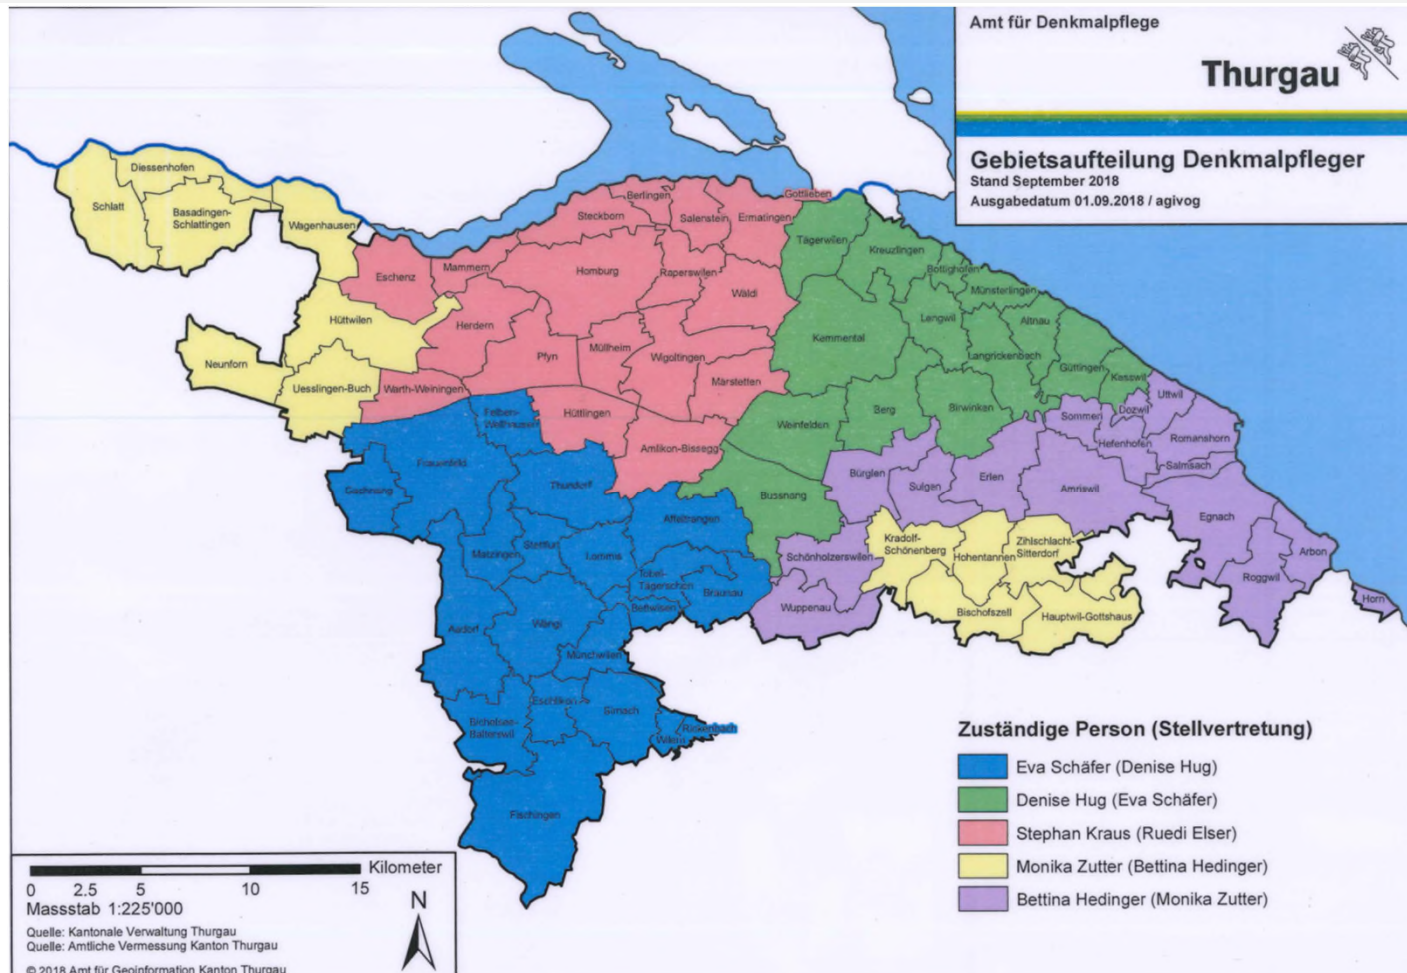 Amt für Denkmalpflege
Thurgau
Gebietsaufteilung Denkmalpfleger
Stand September 2018
Ausgabedatum 01.09.2018 / agivog
Diessenhofen
Schlatt
Basadingen-
Schlattingen
Wagenhausen
Eschenz
Mammern
Steckborn
Berlingen
Salenstein
Ermatingen
Gottlieben
Tägerwilen
Kreuzlingen
Bottighofen
Münsterlingen
Homburg
Raperswilen
Wäldi
Hüttwilen
Herdern
Pfyn
Müllheim
Wigoltingen
Märstetten
Kemmental
Lengwil
Altnau
Langrickenbach
Güttingen
Kesswil
Neunforn
Uesslingen-Buch
Warth-Weiningen
Felben-
Wellhausen
Hüttlingen
Amlikon-Bissegg
Weinfelden
Berg
Birwinken
Uttwil
Dozwil
Sommeri
Hefenhofen
Romanshorn
Salmsach
Frauenfeld
Gachnang
Thundorf
Bussnang
Bürglen
Sulgen
Erlen
Amriswil
Egnach
Affeltrangen
Matzingen
Stettfurt
Lommis
Tobel-
Tägerschen
Braunau
Bettwiesen
Schönholzerswilen
Wuppenau
Kradolf-
Schönenberg
Hohentannen
Zihlschlacht-
Sitterdorf
Bischofszell
Hauptwil-Gottshaus
Roggwil
Arbon
Horn
Aadorf
Wängi
Münchwilen
Eschlikon
Sirnach
Bichelsee-
Balterswil
Wilen
Rickenbach
Fischingen
Zuständige Person (Stellvertretung)
Eva Schäfer (Denise Hug)
Denise Hug (Eva Schäfer)
Stephan Kraus (Ruedi Elser)
Monika Zutter (Bettina Hedinger)
Bettina Hedinger (Monika Zutter)
Kilometer
0 2.5 5 10 15
Massstab 1:225'000
N
Quelle: Kantonale Verwaltung Thurgau
Quelle: Amtliche Vermessung Kanton Thurgau
© 2018 Amt für Geoinformation Kanton Thurgau